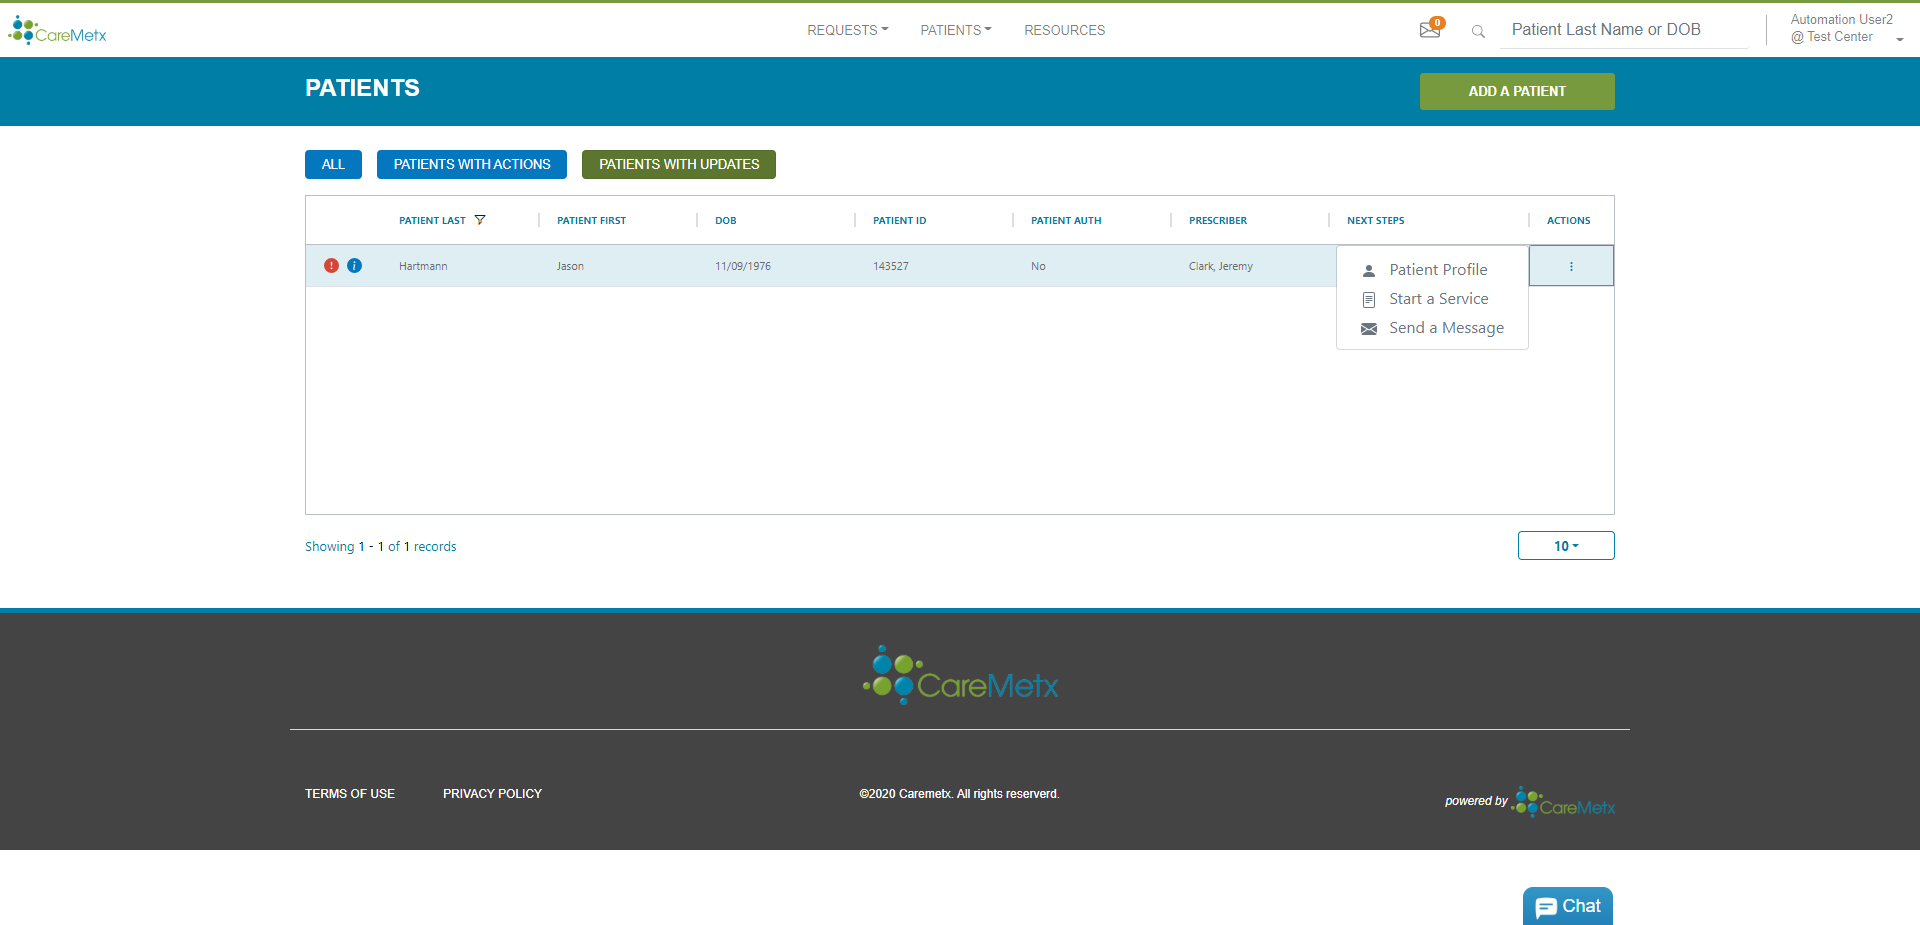 CareMetx
REQUESTS
PATIENTS
RESOURCES
0
Patient Last Name or DOB
Automation User2
@ Test Center
PATIENTS
ADD A PATIENT
ALL
PATIENTS WITH ACTIONS
PATIENTS WITH UPDATES
PATIENT LAST
PATIENT FIRST
DOB
PATIENT ID
PATIENT AUTH
PRESCRIBER
NEXT STEPS
ACTIONS
! i Hartmann
Jason
11/09/1976
143527
No
Clark, Jeremy
Patient Profile
Start a Service
Send a Message
Showing 1 - 1 of 1 records
10
CareMetx
TERMS OF USE
PRIVACY POLICY
©2020 Caremetx. All rights reserverd.
powered by CareMetx
Chat